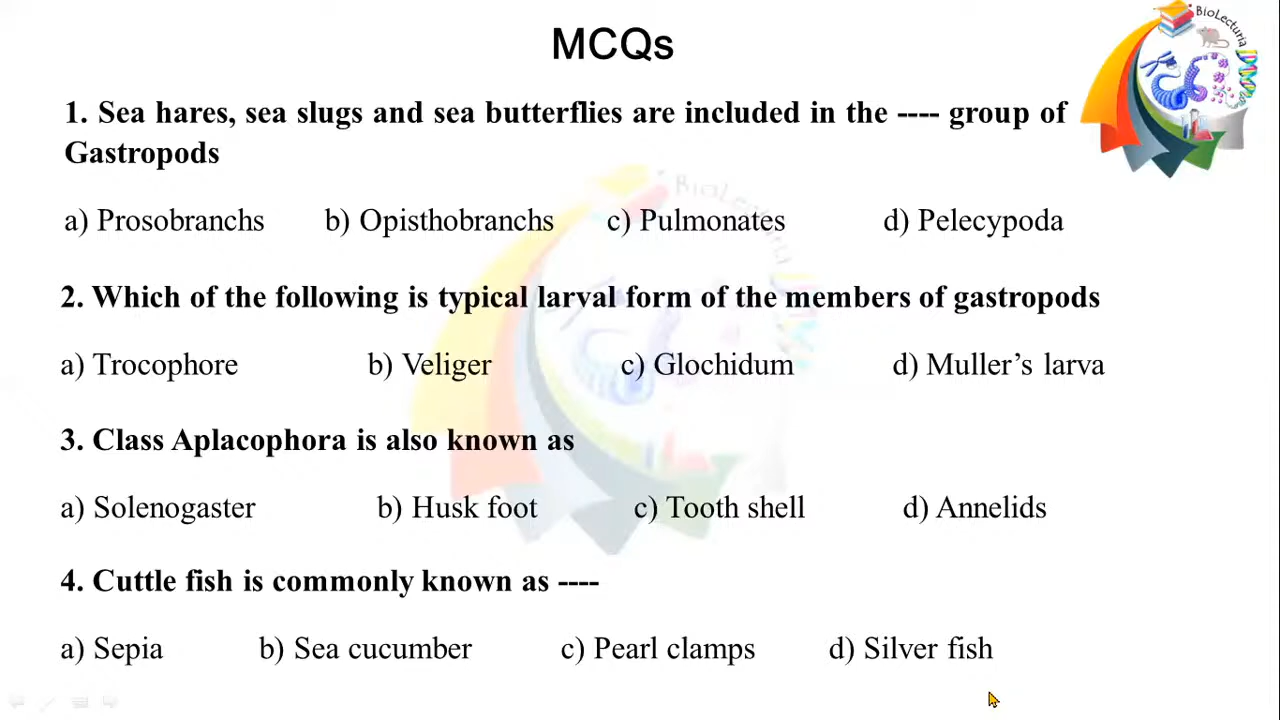 MCQs
BioLecturia
1. Sea hares, sea slugs and sea butterflies are included in the ---- group of
Gastropods
a) Prosobranchs b) Opisthobranchs c) Pulmonates d) Pelecypoda
2. Which of the following is typical larval form of the members of gastropods
a) Trocophore b) Veliger c) Glochidum d) Muller’s larva
3. Class Aplacophora is also known as
a) Solenogaster b) Husk foot c) Tooth shell d) Annelids
4. Cuttle fish is commonly known as ----
a) Sepia b) Sea cucumber c) Pearl clamps d) Silver fish